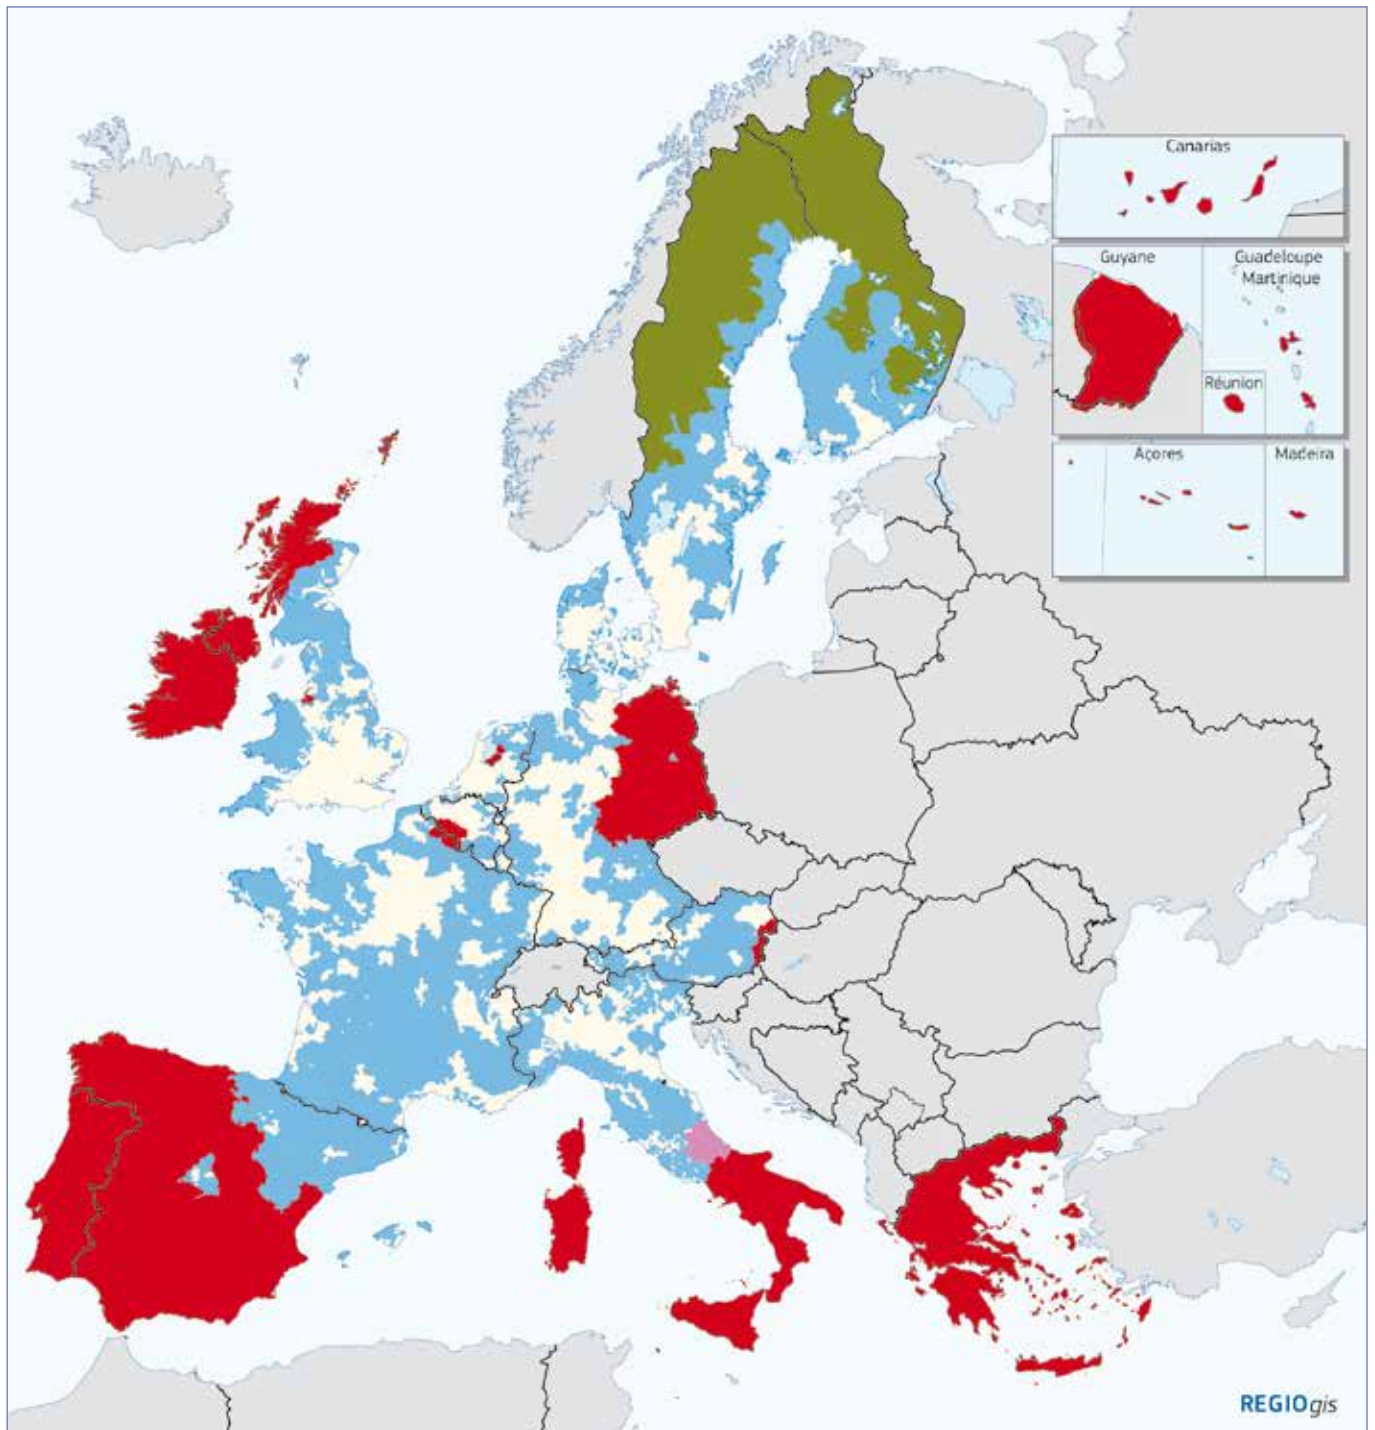 Canarias
Guyane
Guadeloupe
Martinique
Réunion
Açores
Madeira
REGIOgis